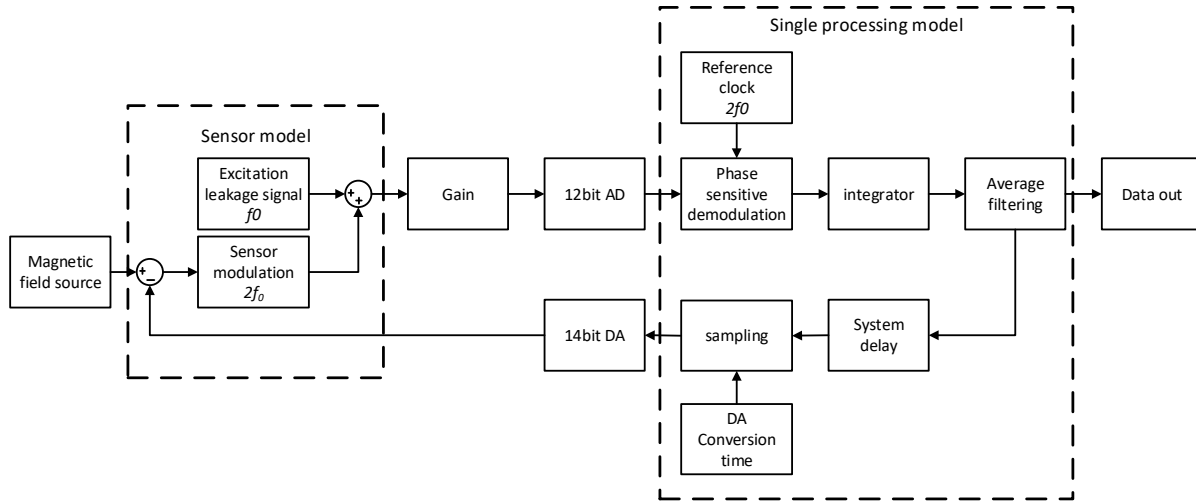 Single processing model
Reference
clock
2f0
Sensor model
Excitation
leakage signal
f0
+
+
Gain
12bit AD
Phase
sensitive
demodulation
integrator
Average
filtering
Data out
Magnetic
field source
+
−
Sensor
modulation
2f₀
14bit DA
sampling
System
delay
DA
Conversion
time